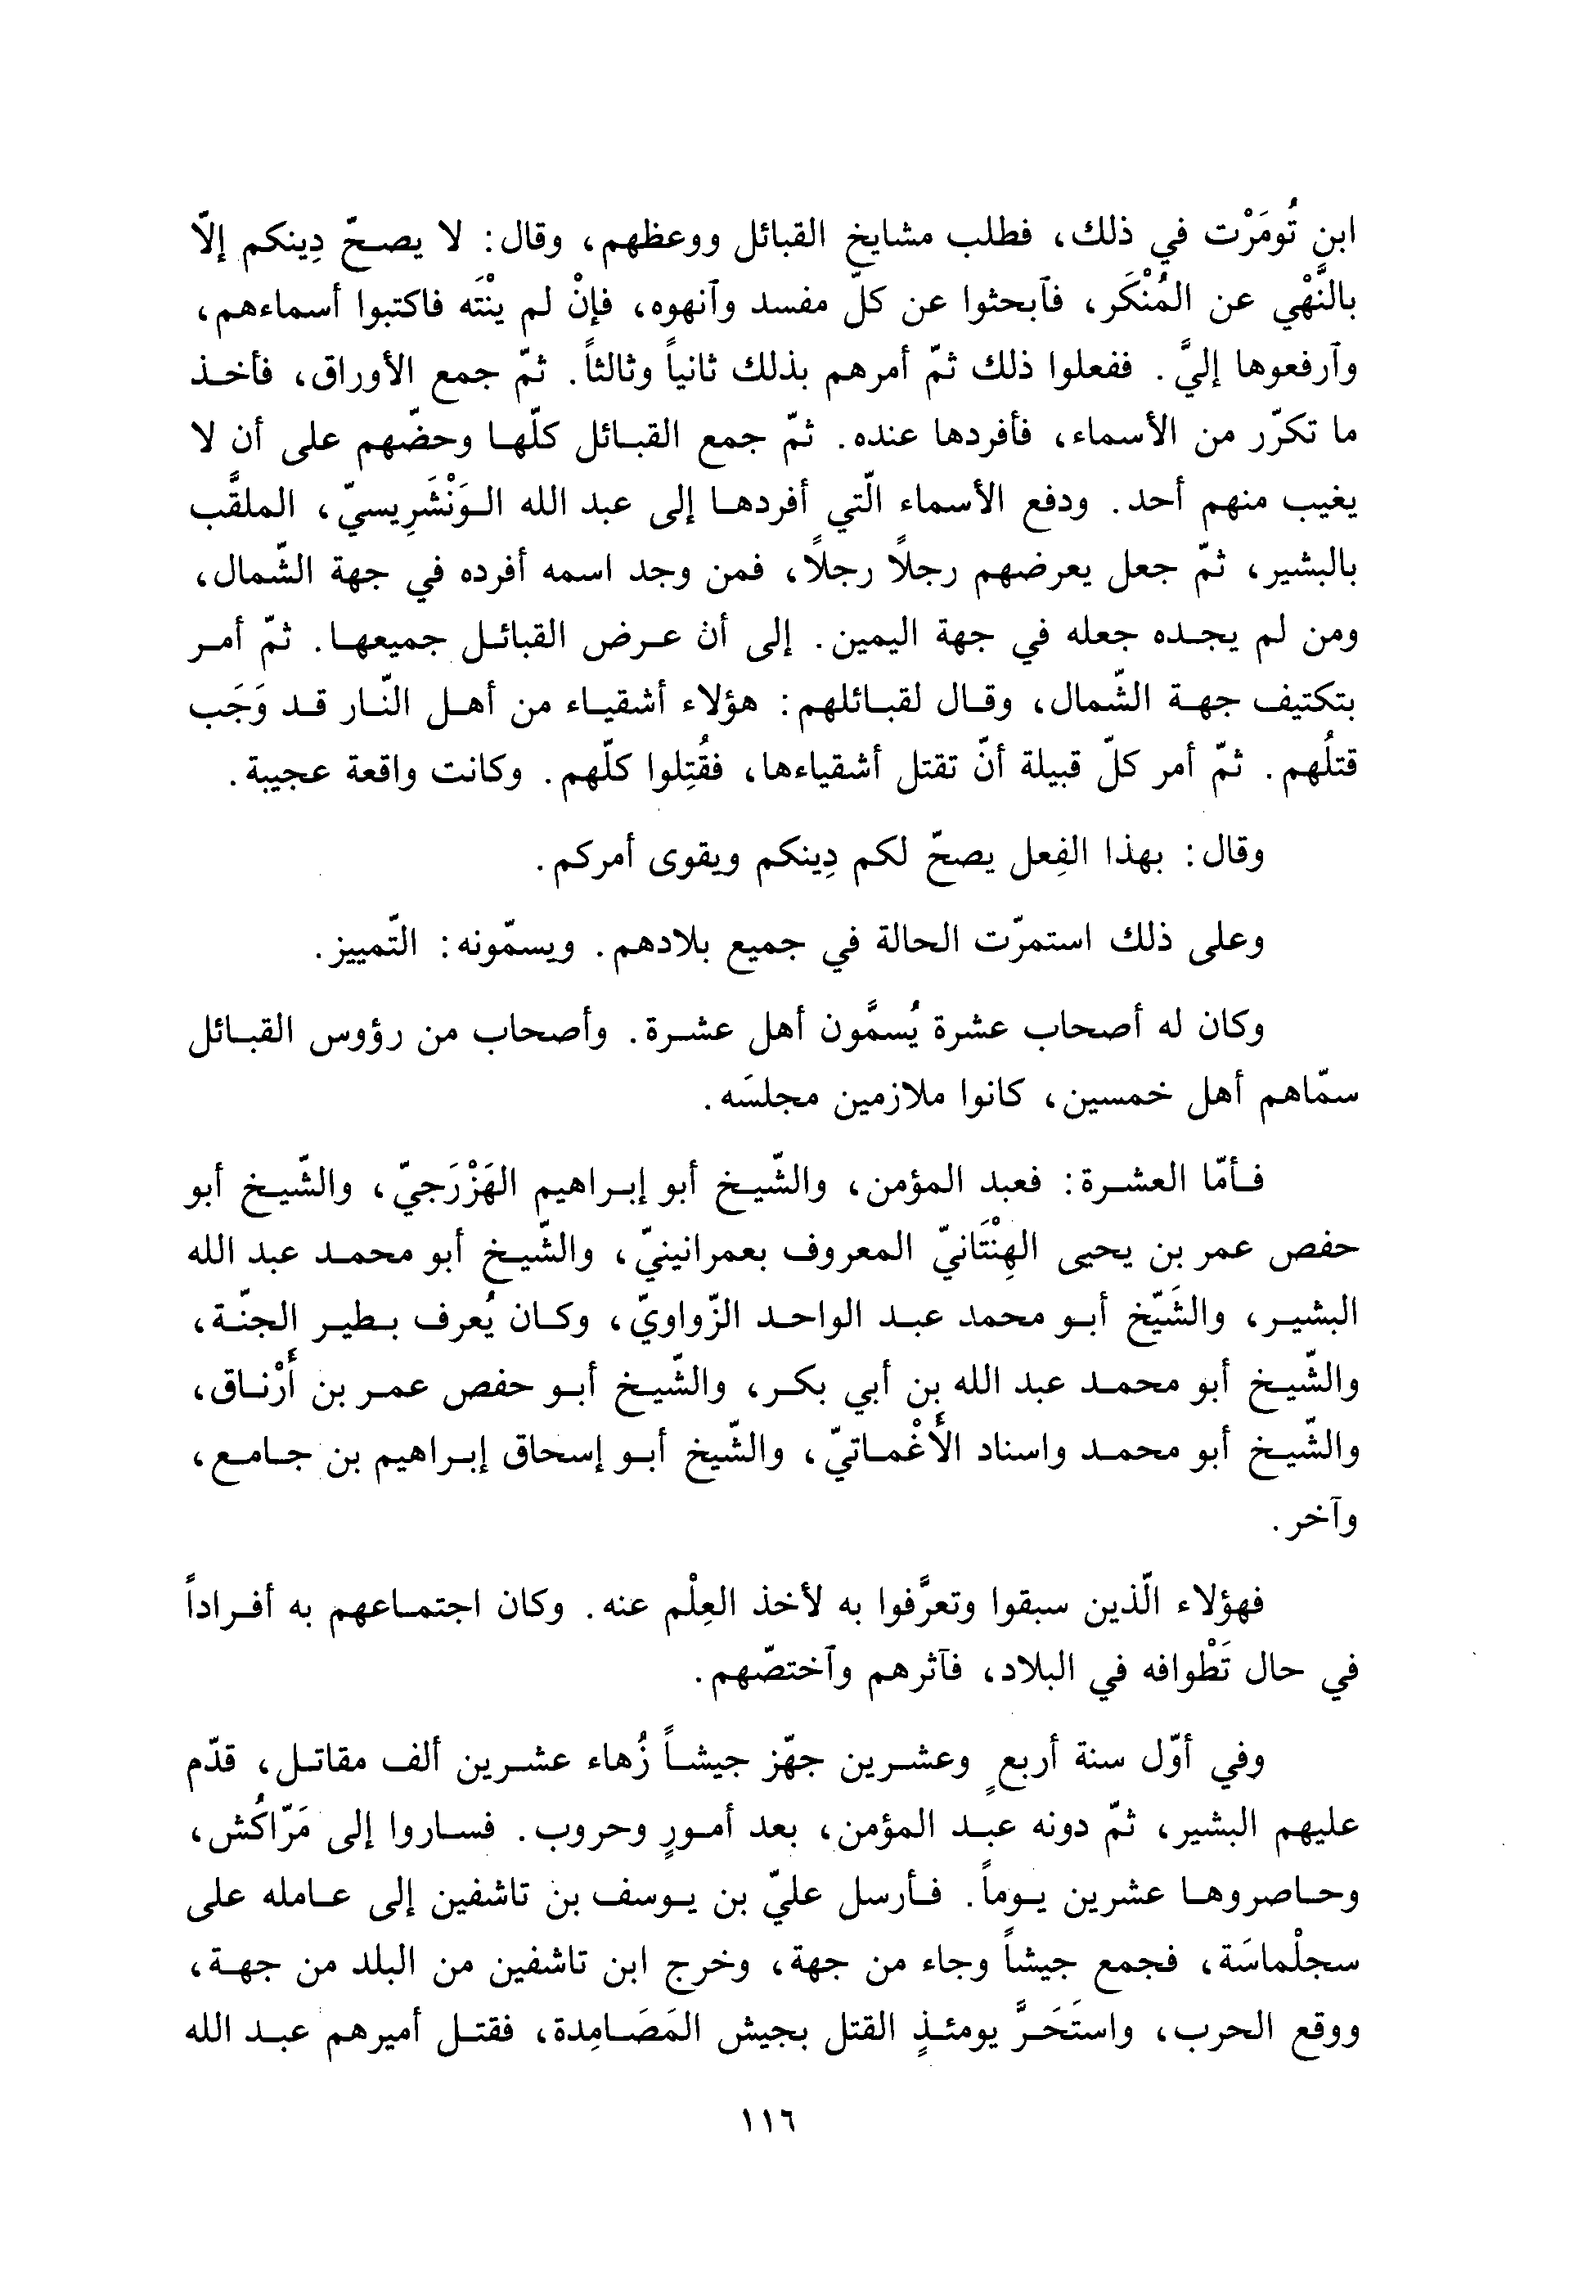 ابن تُومَرْت في ذلك، فطلب مشايخ القبائل ووعظهم، وقال: لا يصحّ دِينكم إلّا
بالنَّهْي عن المُنْكَر، فٱبحثوا عن كلّ مفسد وٱنهوه، فإنْ لم ينْتَه فاكتبوا أسماءهم،
وٱرفعوها إليَّ. ففعلوا ذلك ثمّ أمرهم بذلك ثانياً وثالثاً. ثمّ جمع الأوراق، فأخذ
ما تكرّر من الأسماء، فأفردها عنده. ثمّ جمع القبائل كلّها وحضّهم على أن لا
يغيب منهم أحد. ودفع الأسماء الّتي أفردها إلى عبد الله الوَنْشَرِيسيّ، الملقَّب
بالبشير، ثمّ جعل يعرضهم رجلًا رجلًا، فمن وجد اسمه أفرده في جهة الشّمال،
ومن لم يجده جعله في جهة اليمين. إلى أن عرض القبائل جميعها. ثمّ أمر
بتكتيف جهة الشّمال، وقال لقبائلهم: هؤلاء أشقياء من أهل النّار قد وَجَب
قتلُهم. ثمّ أمر كلّ قبيلة أنّ تقتل أشقياءها، فقُتِلوا كلّهم. وكانت واقعة عجيبة.
وقال: بهذا الفِعل يصحّ لكم دِينكم ويقوى أمركم.
وعلى ذلك استمرّت الحالة في جميع بلادهم. ويسمّونه: التّمييز.
وكان له أصحاب عشرة يُسمَّون أهل عشرة. وأصحاب من رؤوس القبائل
سمّاهم أهل خمسين، كانوا ملازمين مجلسَه.
فأمّا العشرة: فعبد المؤمن، والشّيخ أبو إبراهيم الهَزْرَجيّ، والشّيخ أبو
حفص عمر بن يحيى الهِنْتَانيّ المعروف بعمرانينيّ، والشّيخ أبو محمد عبد الله
البشير، والشَيّخ أبو محمد عبد الواحد الزّواويّ، وكان يُعرف بطير الجنّة،
والشّيخ أبو محمد عبد الله بن أبي بكر، والشّيخ أبو حفص عمر بن أَرْناق،
والشّيخ أبو محمد واسناد الأَغْماتيّ، والشّيخ أبو إسحاق إبراهيم بن جامع،
وآخر.
فهؤلاء الّذين سبقوا وتعرَّفوا به لأخذ العِلْم عنه. وكان اجتماعهم به أفراداً
في حال تَطْوافه في البلاد، فآثرهم وٱختصّهم.
وفي أوّل سنة أربعٍ وعشرين جهّز جيشاً زُهاء عشرين ألف مقاتل، قدّم
عليهم البشير، ثمّ دونه عبد المؤمن، بعد أمورٍ وحروب. فساروا إلى مَرّاكُش،
وحاصروها عشرين يوماً. فأرسل عليّ بن يوسف بن تاشفين إلى عامله على
سجلْماسَة، فجمع جيشاً وجاء من جهة، وخرج ابن تاشفين من البلد من جهة،
ووقع الحرب، واستَحَرَّ يومئذٍ القتل بجيش المَصَامِدة، فقتل أميرهم عبد الله
١١٦